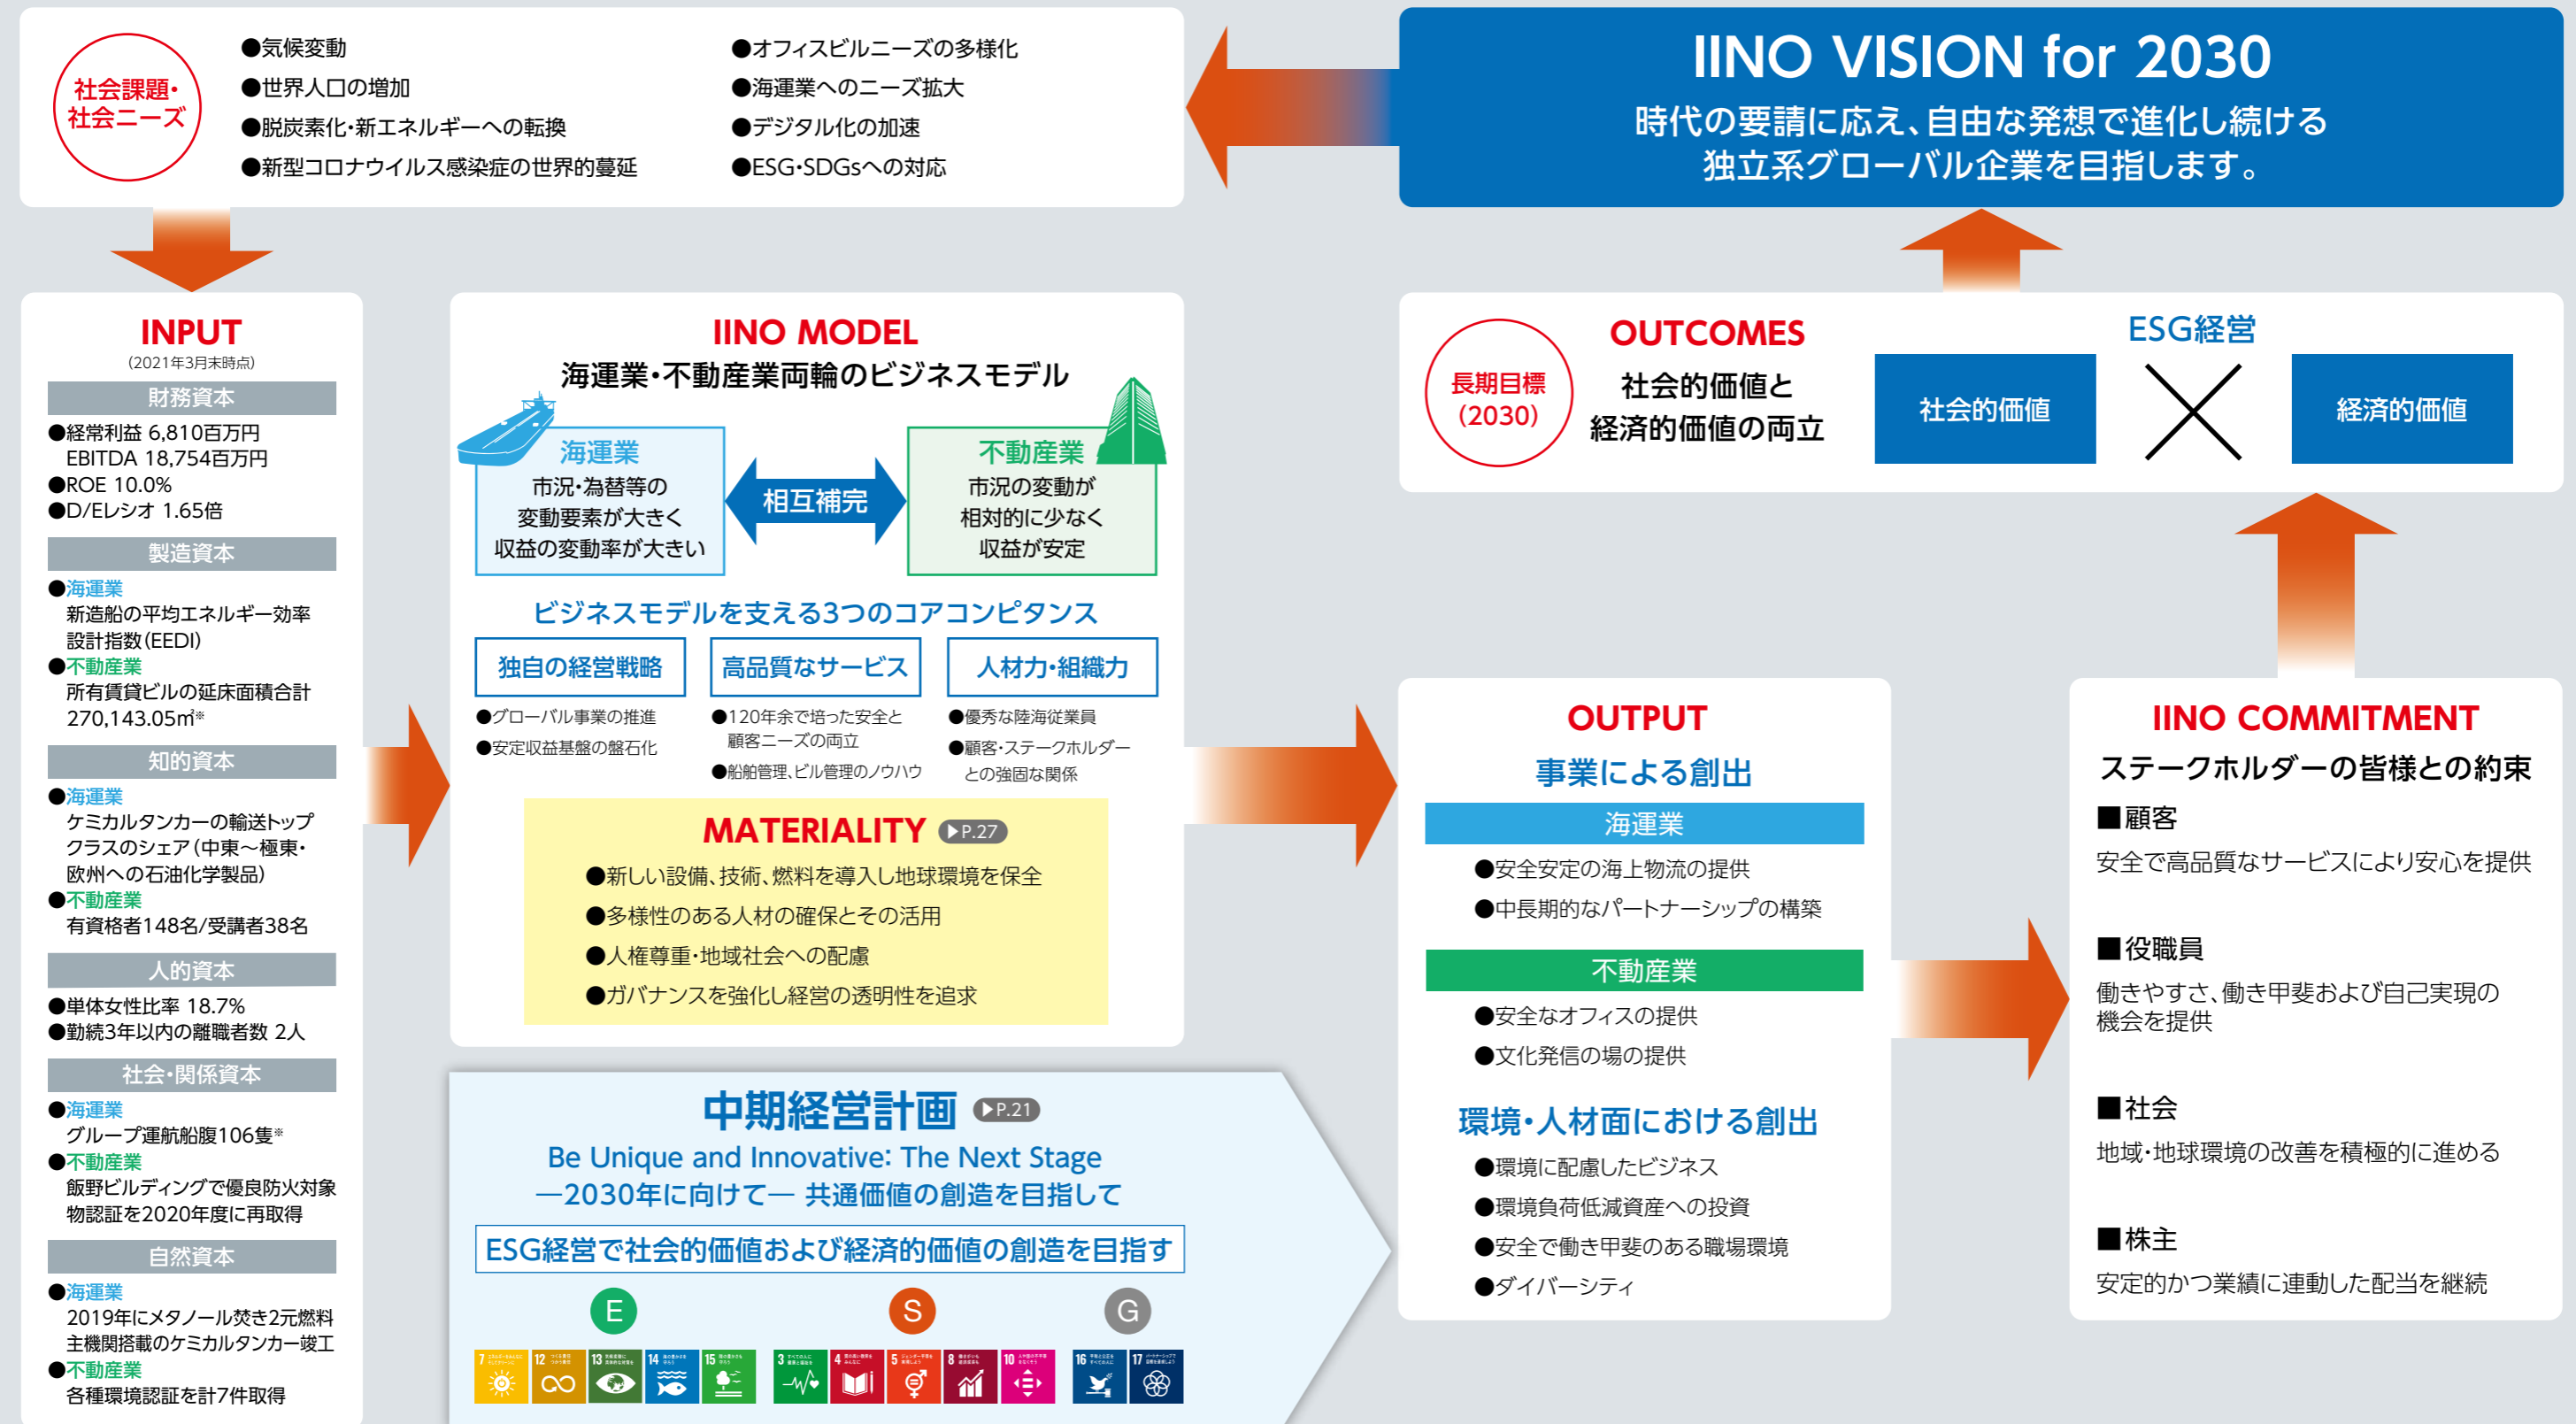 社会課題・
社会ニーズ
●気候変動
●世界人口の増加
●脱炭素化・新エネルギーへの転換
●新型コロナウイルス感染症の世界的蔓延
●オフィスビルニーズの多様化
●海運業へのニーズ拡大
●デジタル化の加速
●ESG・SDGsへの対応
IINO VISION for 2030
時代の要請に応え、自由な発想で進化し続ける
独立系グローバル企業を目指します。
INPUT
(2021年3月末時点)
財務資本
●経常利益 6,810百万円
EBITDA 18,754百万円
●ROE 10.0%
●D/Eレシオ 1.65倍
製造資本
●海運業
新造船の平均エネルギー効率
設計指数(EEDI)
●不動産業
所有賃貸ビルの延床面積合計
270,143.05㎡※
知的資本
●海運業
ケミカルタンカーの輸送トップ
クラスのシェア（中東～極東・
欧州への石油化学製品）
●不動産業
有資格者148名/受講者38名
人的資本
●単体女性比率 18.7%
●勤続3年以内の離職者数 2人
社会・関係資本
●海運業
グループ運航船腹106隻※
●不動産業
飯野ビルディングで優良防火対象
物認証を2020年度に再取得
自然資本
●海運業
2019年にメタノール焚き2元燃料
主機関搭載のケミカルタンカー竣工
●不動産業
各種環境認証を計7件取得
IINO MODEL
海運業・不動産業両輪のビジネスモデル
海運業
市況・為替等の
変動要素が大きく
収益の変動率が大きい
相互補完
不動産業
市況の変動が
相対的に少なく
収益が安定
ビジネスモデルを支える3つのコアコンピタンス
独自の経営戦略
●グローバル事業の推進
●安定収益基盤の盤石化
高品質なサービス
●120年余で培った安全と
顧客ニーズの両立
●船舶管理、ビル管理のノウハウ
人材力・組織力
●優秀な陸海従業員
●顧客・ステークホルダー
との強固な関係
MATERIALITY ▶P.27
●新しい設備、技術、燃料を導入し地球環境を保全
●多様性のある人材の確保とその活用
●人権尊重・地域社会への配慮
●ガバナンスを強化し経営の透明性を追求
中期経営計画 ▶P.21
Be Unique and Innovative: The Next Stage
―2030年に向けて― 共通価値の創造を目指して
ESG経営で社会的価値および経済的価値の創造を目指す
E
S
G
7
12
13
14
15
3
4
5
8
10
16
17
長期目標
(2030)
OUTCOMES
社会的価値と
経済的価値の両立
ESG経営
社会的価値
経済的価値
OUTPUT
事業による創出
海運業
●安全安定の海上物流の提供
●中長期的なパートナーシップの構築
不動産業
●安全なオフィスの提供
●文化発信の場の提供
環境・人材面における創出
●環境に配慮したビジネス
●環境負荷低減資産への投資
●安全で働き甲斐のある職場環境
●ダイバーシティ
IINO COMMITMENT
ステークホルダーの皆様との約束
■顧客
安全で高品質なサービスにより安心を提供
■役職員
働きやすさ、働き甲斐および自己実現の
機会を提供
■社会
地域・地球環境の改善を積極的に進める
■株主
安定的かつ業績に連動した配当を継続